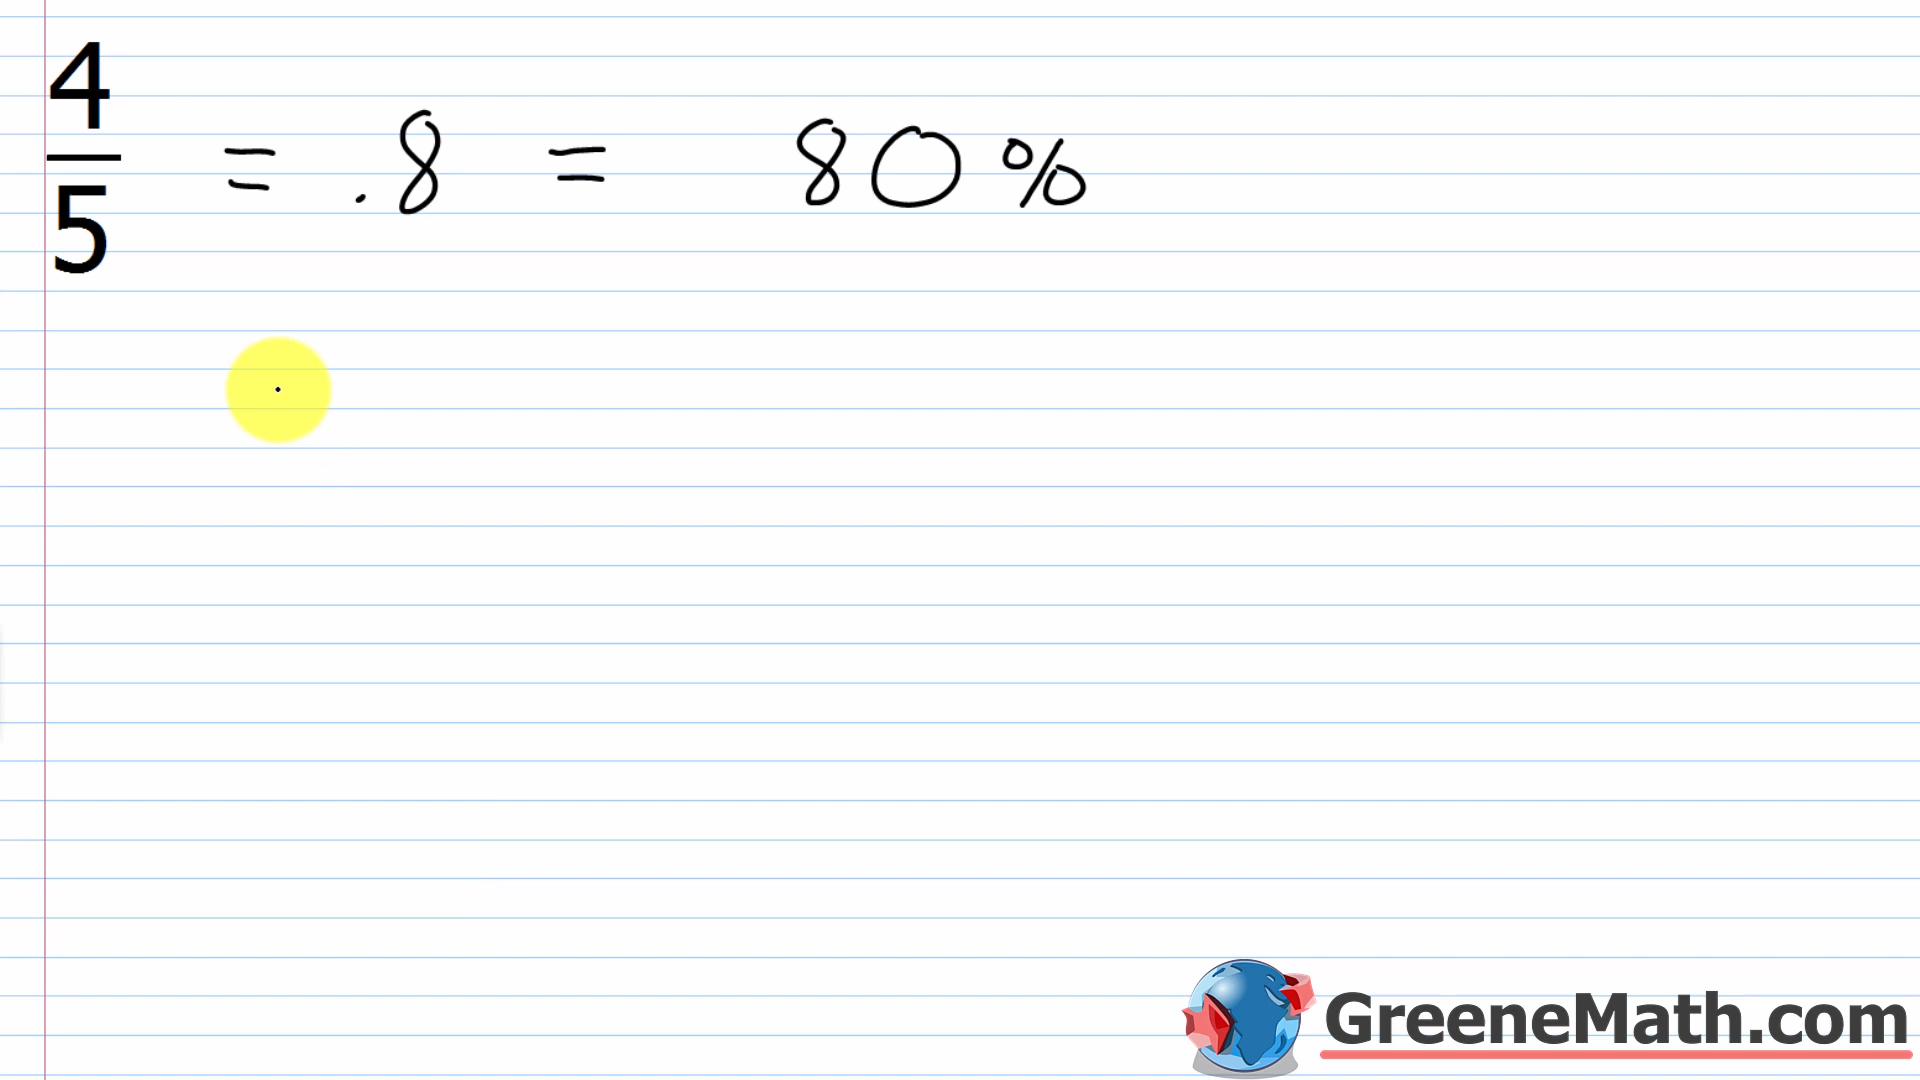 4/5 = .8 = 80%
GreeneMath.com